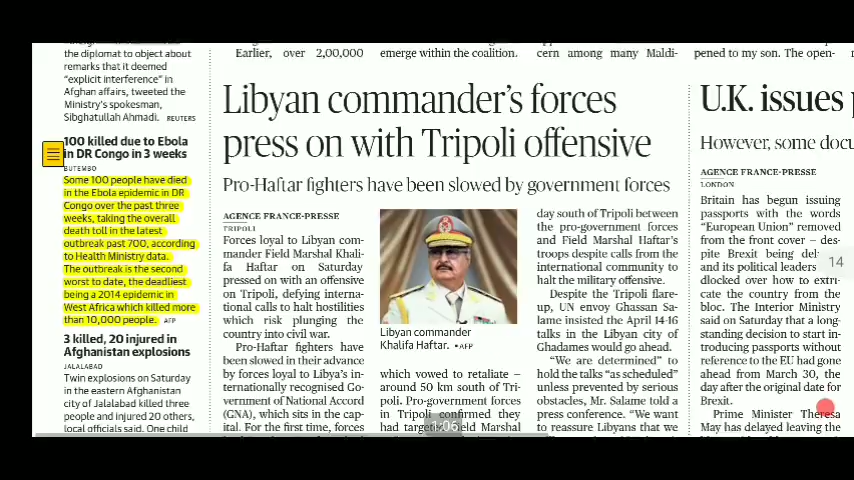 the diplomat to object about
remarks that it deemed
"explicit interference" in
Afghan affairs, tweeted the
Ministry's spokesman,
Sibghatullah Ahmadi. REUTERS
100 killed due to Ebola
in DR Congo in 3 weeks
BUTEMBO
Some 100 people have died
in the Ebola epidemic in DR
Congo over the past three
weeks, taking the overall
death toll in the latest
outbreak past 700, according
to Health Ministry data.
The outbreak is the second
worst to date, the deadliest
being a 2014 epidemic in
West Africa which killed more
than 10,000 people. AFP
3 killed, 20 injured in
Afghanistan explosions
JALALABAD
Twin explosions on Saturday
in the eastern Afghanistan
city of Jalalabad killed three
people and injured 20 others,
local officials said. One child
Earlier, over 2,00,000
emerge within the coalition.
cern among many Maldi-
pened to my son. The open-
Libyan commander's forces
press on with Tripoli offensive
Pro-Haftar fighters have been slowed by government forces
AGENCE FRANCE-PRESSE
TRIPOLI
Forces loyal to Libyan com-
mander Field Marshal Khali-
fa Haftar on Saturday
pressed on with an offensive
on Tripoli, defying interna-
tional calls to halt hostilities
which risk plunging the
country into civil war.
Pro-Haftar fighters have
been slowed in their advance
by forces loyal to Libya's in-
ternationally recognised Go-
vernment of National Accord
(GNA), which sits in the cap-
ital. For the first time, forces
Libyan commander
Khalifa Haftar. •AFP
which vowed to retaliate –
around 50 km south of Tri-
poli. Pro-government forces
in Tripoli confirmed they
had Field Marshal
1:06
day south of Tripoli between
the pro-government forces
and Field Marshal Haftar's
troops despite calls from the
international community to
halt the military offensive.
Despite the Tripoli flare-
up, UN envoy Ghassan Sa-
lame insisted the April 14-16
talks in the Libyan city of
Ghadames would go ahead.
"We are determined" to
hold the talks "as scheduled"
unless prevented by serious
obstacles, Mr. Salame told a
press conference. "We want
to reassure Libyans that we
U.K. issues
However, some docu
AGENCE FRANCE-PRESSE
LONDON
Britain has begun issuing
passports with the words
"European Union" removed
from the front cover – des-
pite Brexit being
and its political leaders
dlocked over how to extri-
cate the country from the
bloc. The Interior Ministry
said on Saturday that a long-
standing decision to start in-
troducing passports without
reference to the EU had gone
ahead from March 30, the
day after the original date for
Brexit.
Prime Minister Theresa
May has delayed leaving the
14